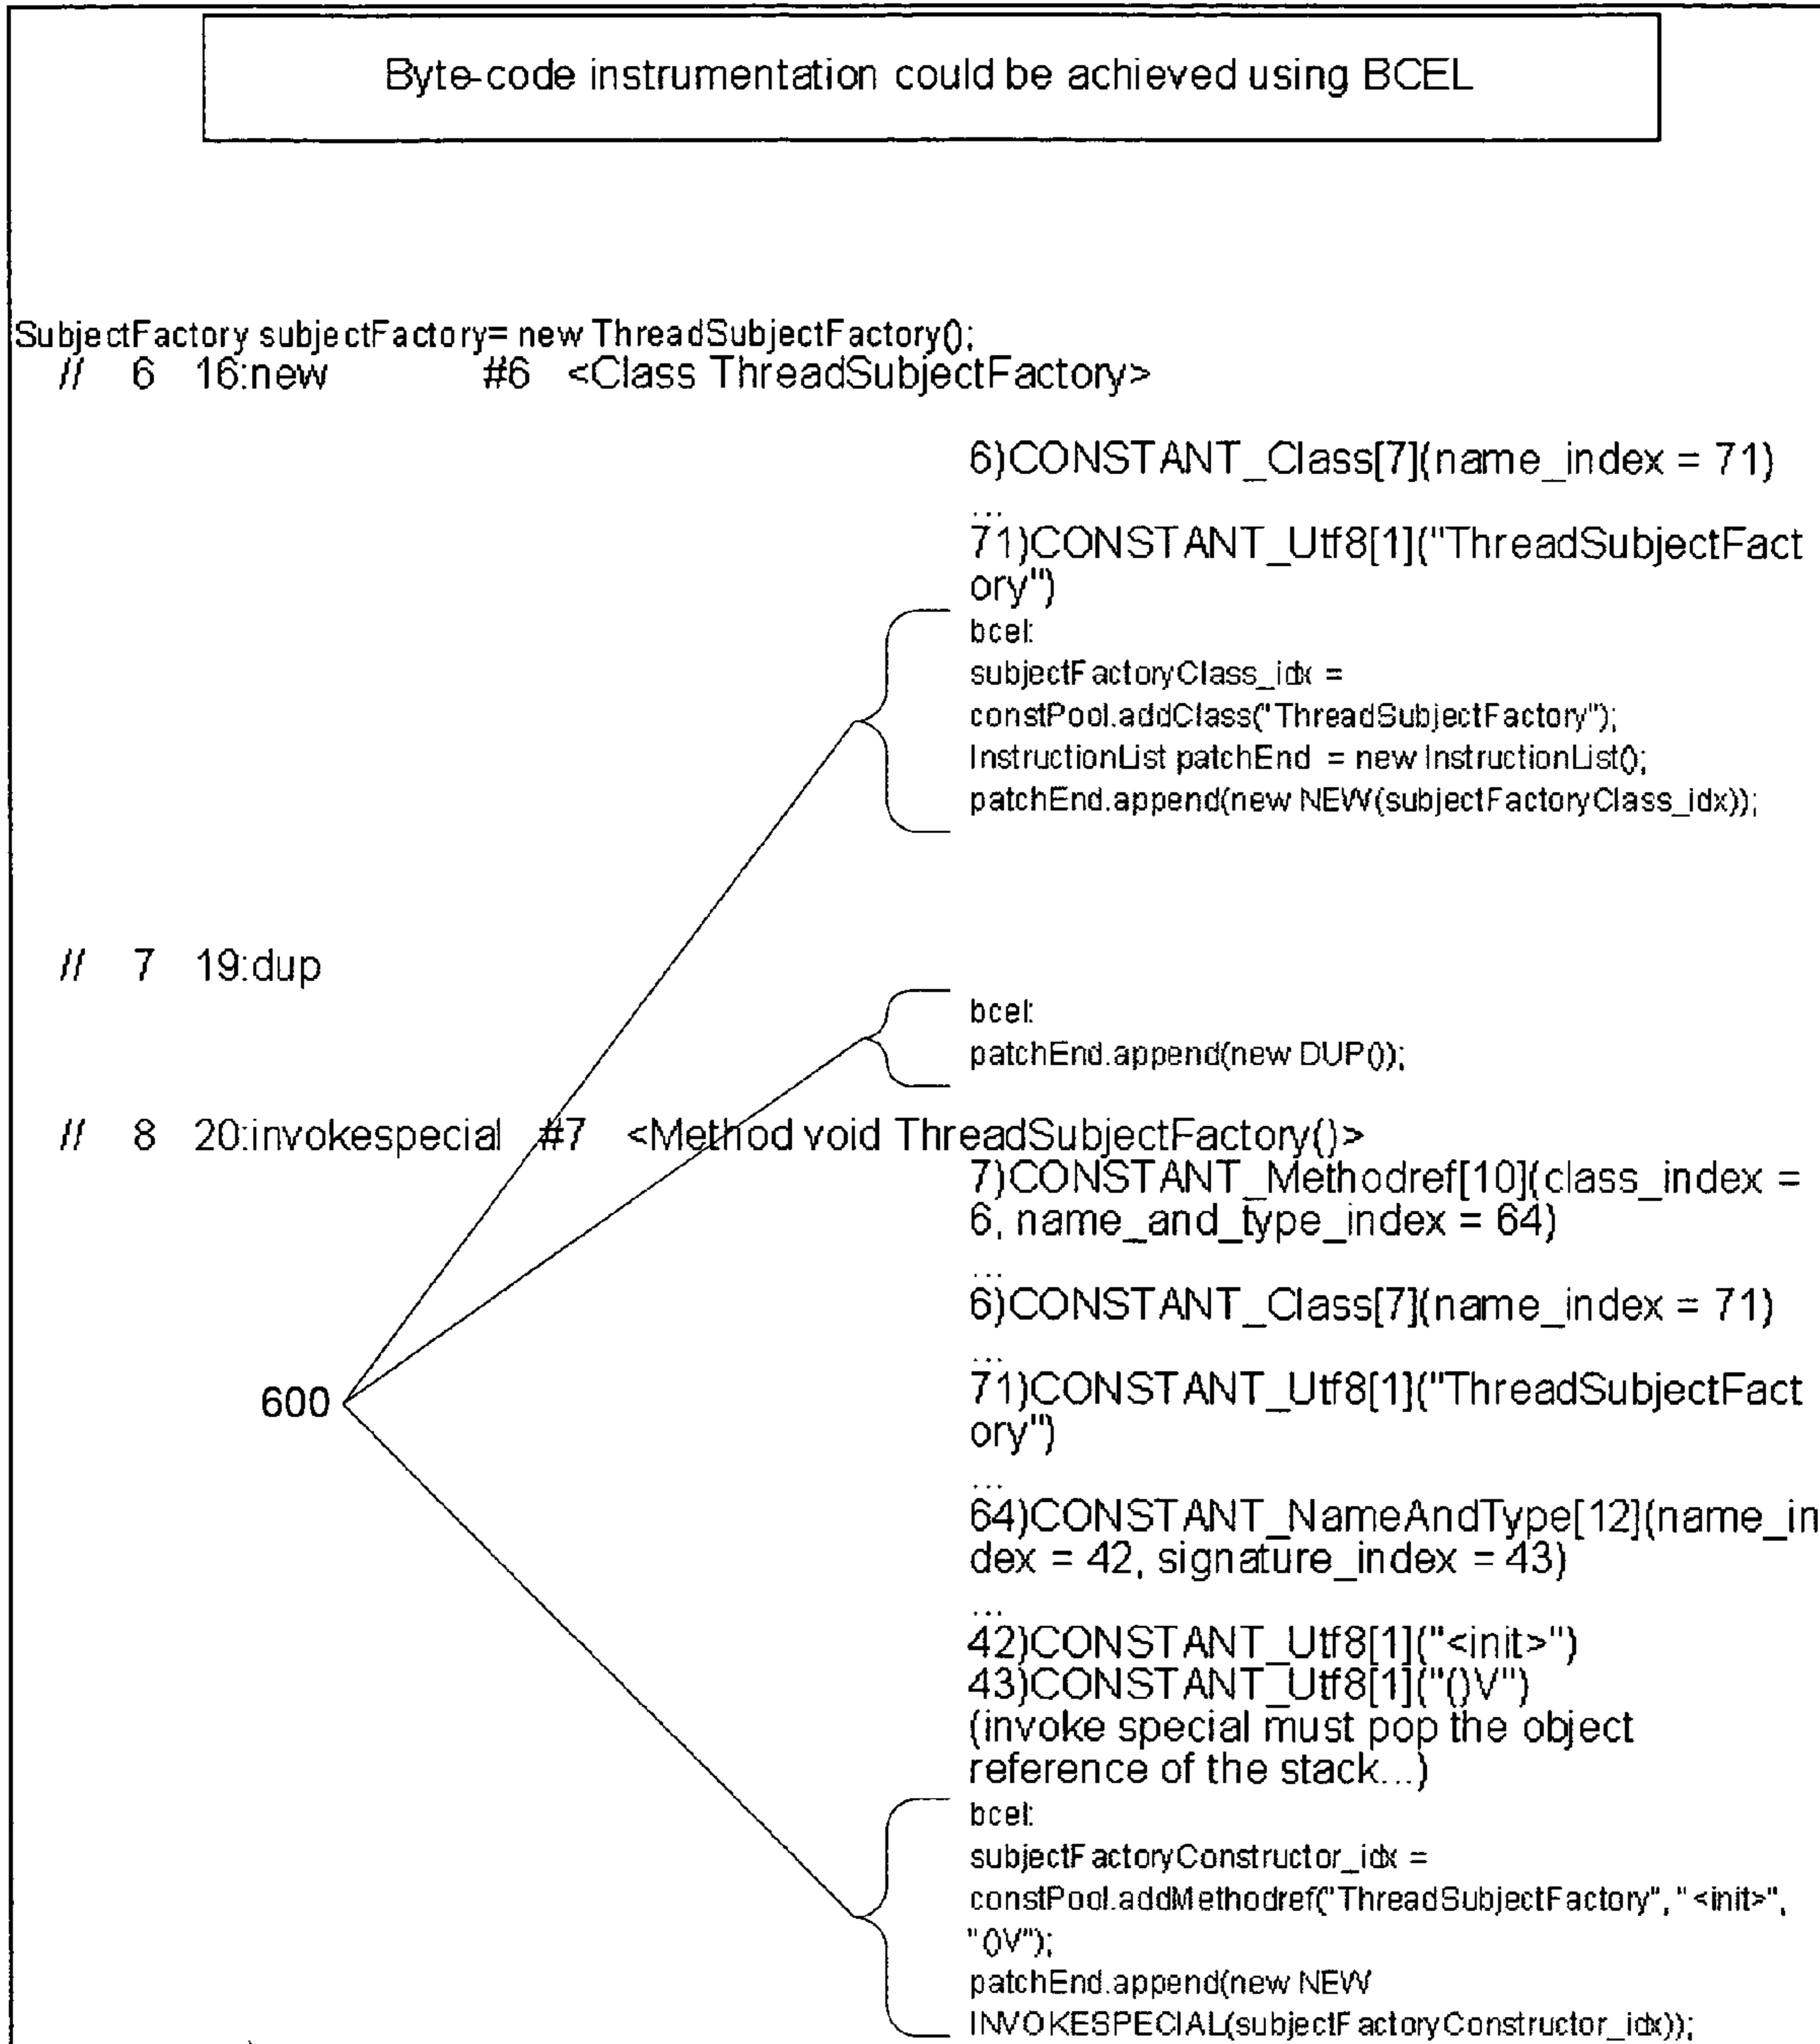 Byte-code instrumentation could be achieved using BCEL
SubjectFactory subjectFactory= new ThreadSubjectFactory();
// 6 16:new #6 <Class ThreadSubjectFactory>
6)CONSTANT_Class[7](name_index = 71)
...
71)CONSTANT_Utf8[1]("ThreadSubjectFact
ory")
bcel:
subjectFactoryClass_idx =
constPool.addClass("ThreadSubjectFactory");
InstructionList patchEnd = new InstructionList();
patchEnd.append(new NEW(subjectFactoryClass_idx));
// 7 19:dup
bcel:
patchEnd.append(new DUP());
// 8 20:invokespecial #7 <Method void ThreadSubjectFactory()>
7)CONSTANT_Methodref[10](class_index =
6, name_and_type_index = 64)
...
6)CONSTANT_Class[7](name_index = 71)
...
71)CONSTANT_Utf8[1]("ThreadSubjectFact
ory")
...
64)CONSTANT_NameAndType[12](name_in
dex = 42, signature_index = 43)
...
42)CONSTANT_Utf8[1]("<init>")
43)CONSTANT_Utf8[1]("()V")
(invoke special must pop the object
reference of the stack...)
600
bcel:
subjectFactoryConstructor_idx =
constPool.addMethodref("ThreadSubjectFactory", "<init>",
"()V");
patchEnd.append(new NEW
INVOKESPECIAL(subjectFactoryConstructor_idx));